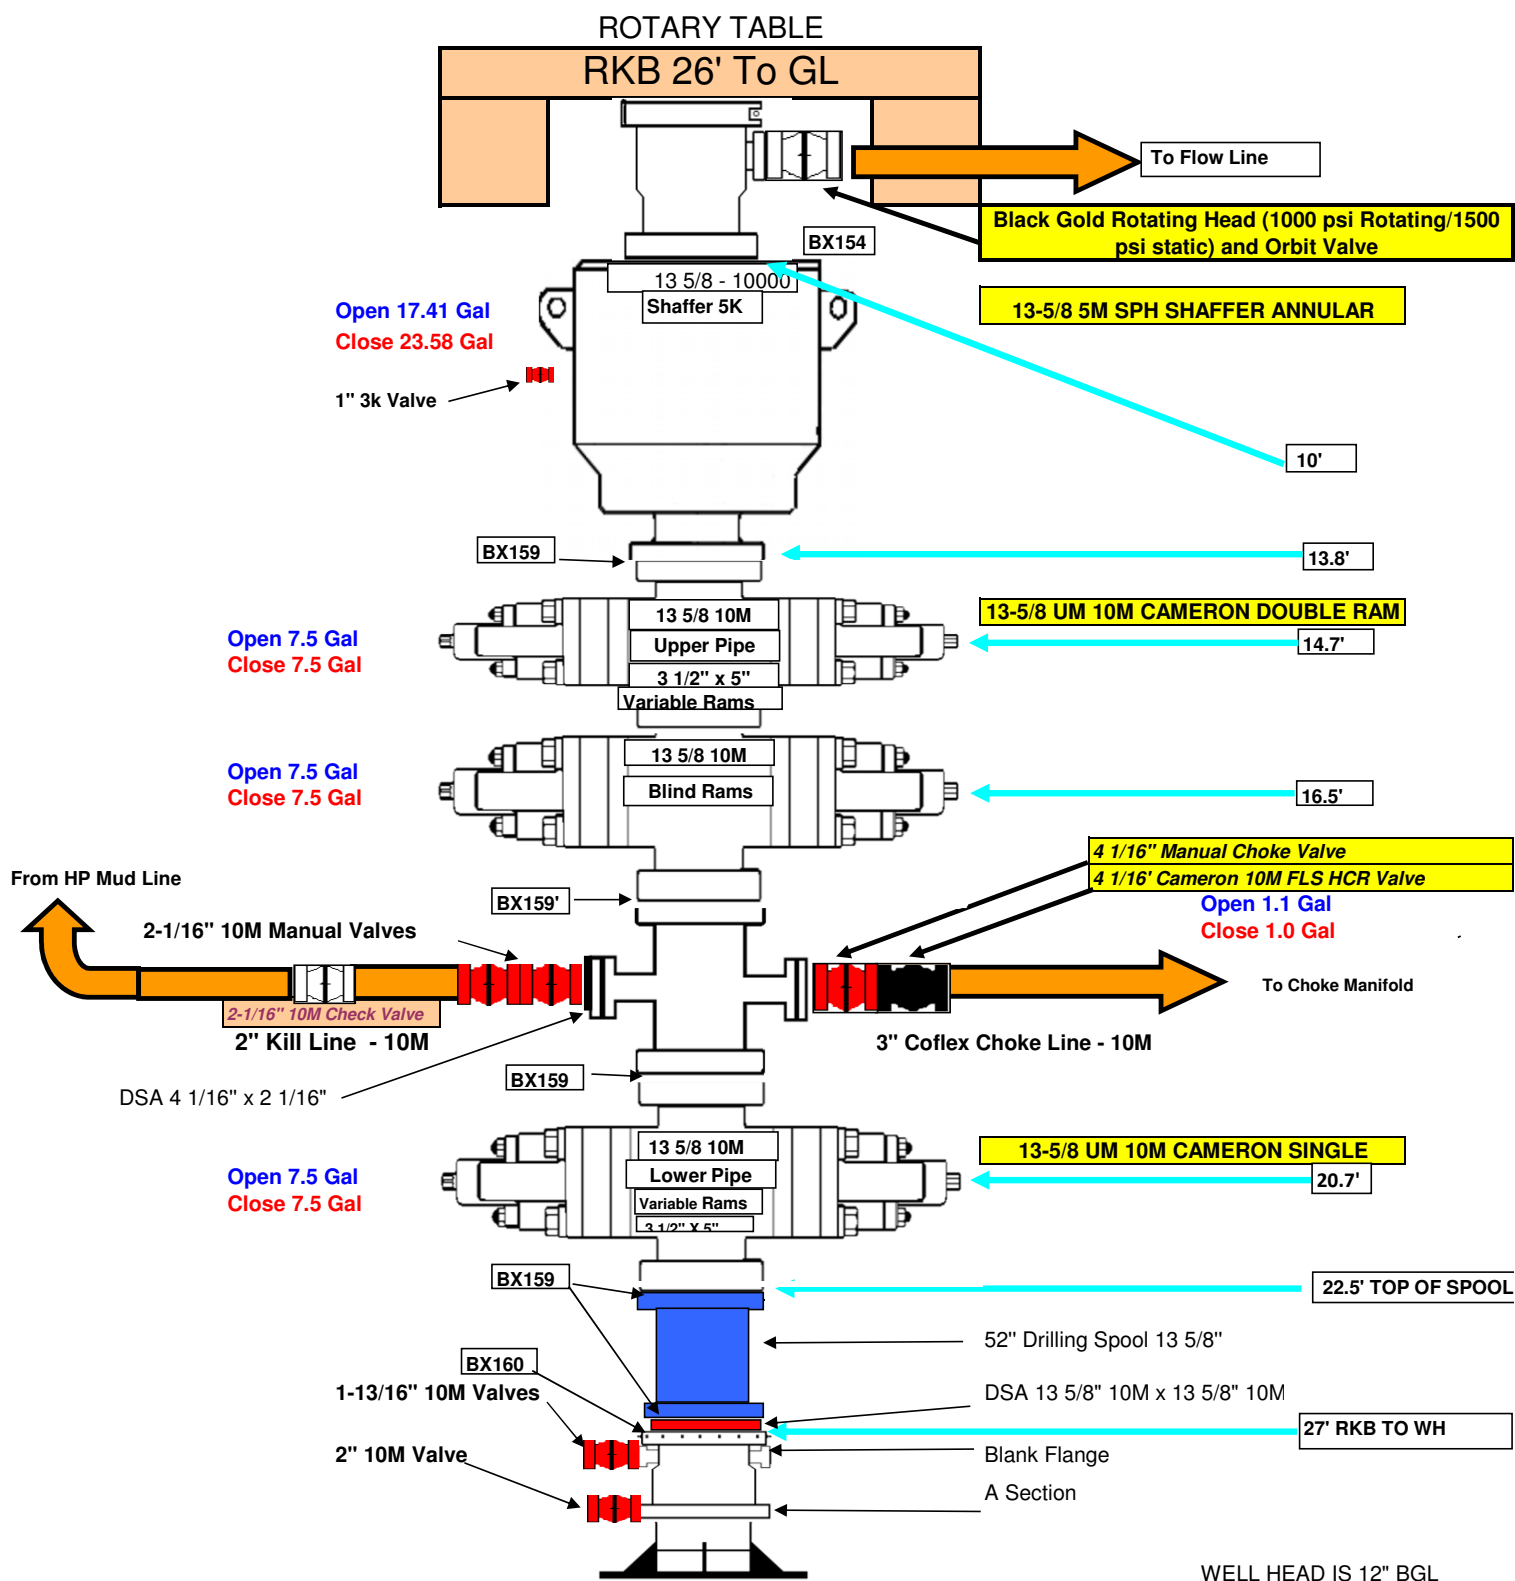 ROTARY TABLE
RKB 26' To GL
To Flow Line
Black Gold Rotating Head (1000 psi Rotating/1500
psi static) and Orbit Valve
BX154
13 5/8 - 10000
Shaffer 5K
13-5/8 5M SPH SHAFFER ANNULAR
Open 17.41 Gal
Close 23.58 Gal
1" 3k Valve
10'
BX159
13.8'
13 5/8 10M
Upper Pipe
3 1/2" x 5"
Variable Rams
13-5/8 UM 10M CAMERON DOUBLE RAM
14.7'
Open 7.5 Gal
Close 7.5 Gal
13 5/8 10M
Blind Rams
Open 7.5 Gal
Close 7.5 Gal
16.5'
4 1/16" Manual Choke Valve
4 1/16' Cameron 10M FLS HCR Valve
Open 1.1 Gal
Close 1.0 Gal
From HP Mud Line
BX159'
2-1/16" 10M Manual Valves
To Choke Manifold
2-1/16" 10M Check Valve
2" Kill Line - 10M
3" Coflex Choke Line - 10M
BX159
DSA 4 1/16" x 2 1/16"
13 5/8 10M
Lower Pipe
Variable Rams
3 1/2" X 5"
13-5/8 UM 10M CAMERON SINGLE
20.7'
Open 7.5 Gal
Close 7.5 Gal
BX159
22.5' TOP OF SPOOL
52" Drilling Spool 13 5/8"
BX160
1-13/16" 10M Valves
DSA 13 5/8" 10M x 13 5/8" 10M
27' RKB TO WH
2" 10M Valve
Blank Flange
A Section
WELL HEAD IS 12" BGL